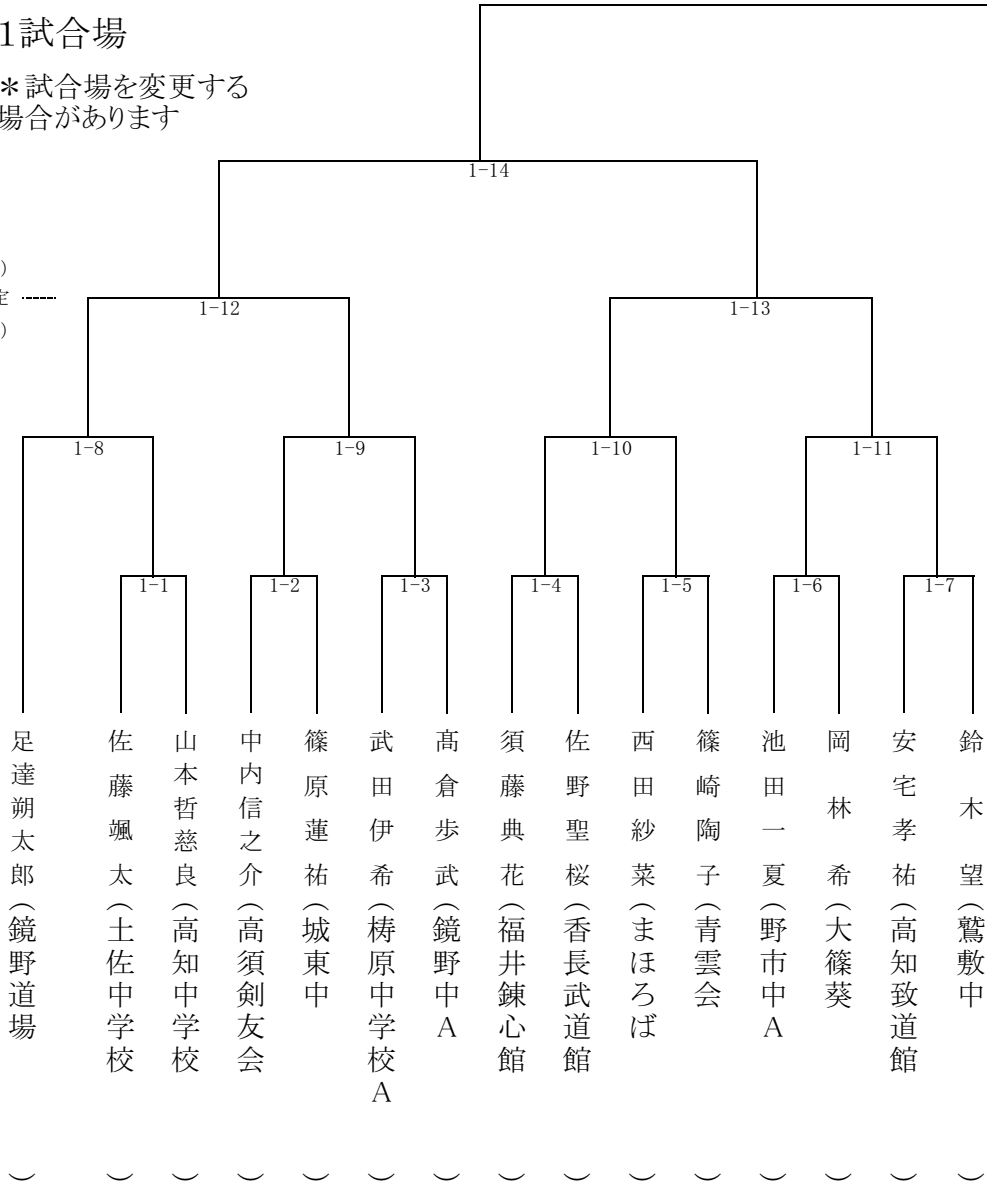 1試合場
＊試合場を変更する
場合があります
1-14
)
定
)
1-12
1-13
1-8
1-9
1-10
1-11
1-1
1-2
1-3
1-4
1-5
1-6
1-7
足達朔太郎（鏡野道場）
佐藤颯太（土佐中学校）
山本哲慈良（高知中学校）
中内信之介（高須剣友会）
篠原蓮祐（城東中）
武田伊希（梼原中学校A）
髙倉歩武（鏡野中A）
須藤典花（福井錬心館）
佐野聖桜（香長武道館）
西田紗菜（まほろば）
篠崎陶子（青雲会）
池田一夏（野市中A）
岡林希（大篠葵）
安宅孝祐（高知致道館）
鈴木望（鷲敷中）